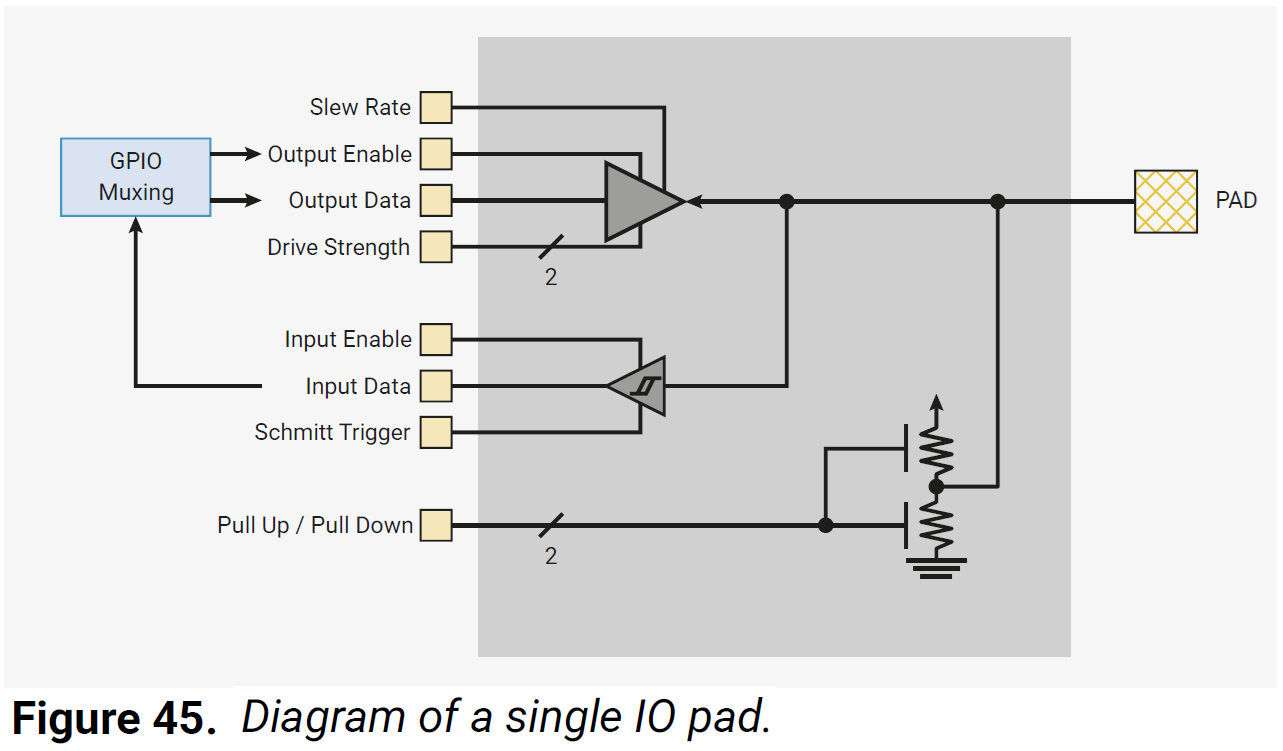 Slew Rate
GPIO
Muxing
Output Enable
Output Data
PAD
Drive Strength
2
Input Enable
Input Data
Schmitt Trigger
Pull Up / Pull Down
2
Figure 45. Diagram of a single IO pad.